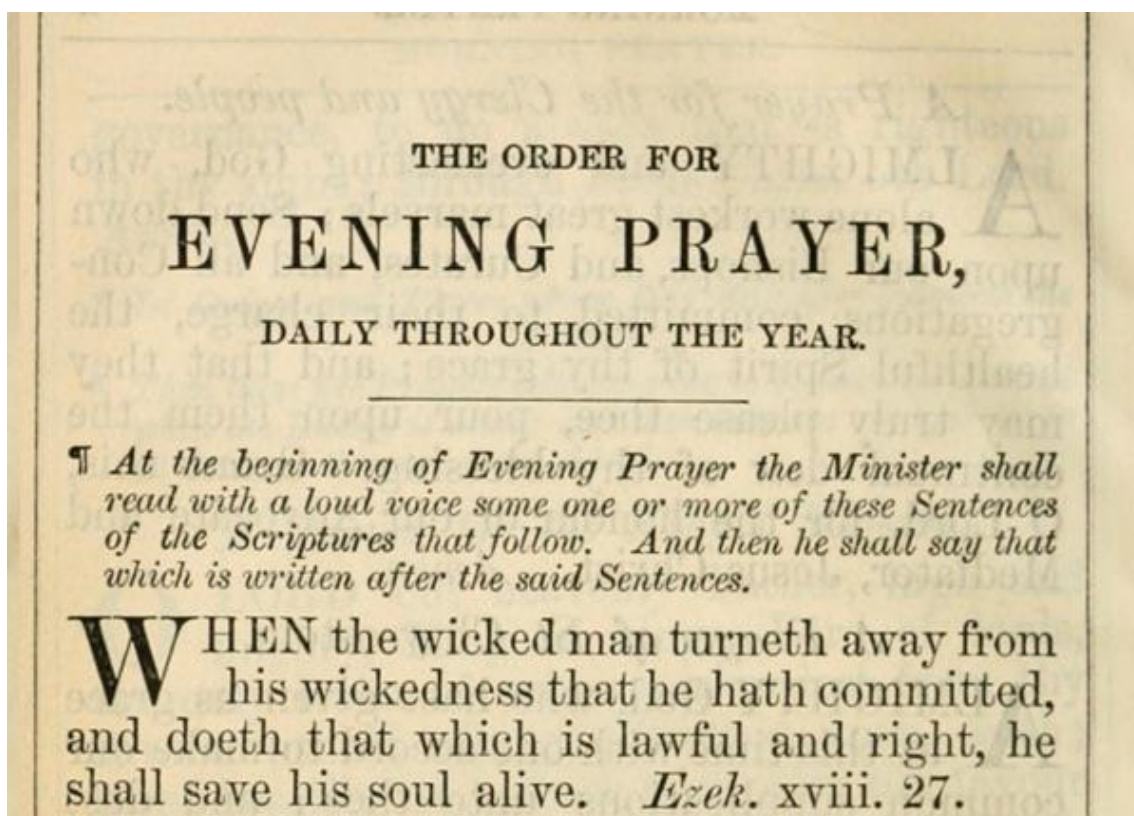 THE ORDER FOR
EVENING PRAYER,
DAILY THROUGHOUT THE YEAR.
¶ At the beginning of Evening Prayer the Minister shall
read with a loud voice some one or more of these Sentences
of the Scriptures that follow. And then he shall say that
which is written after the said Sentences.
WHEN the wicked man turneth away from
his wickedness that he hath committed,
and doeth that which is lawful and right, he
shall save his soul alive. Ezek. xviii. 27.